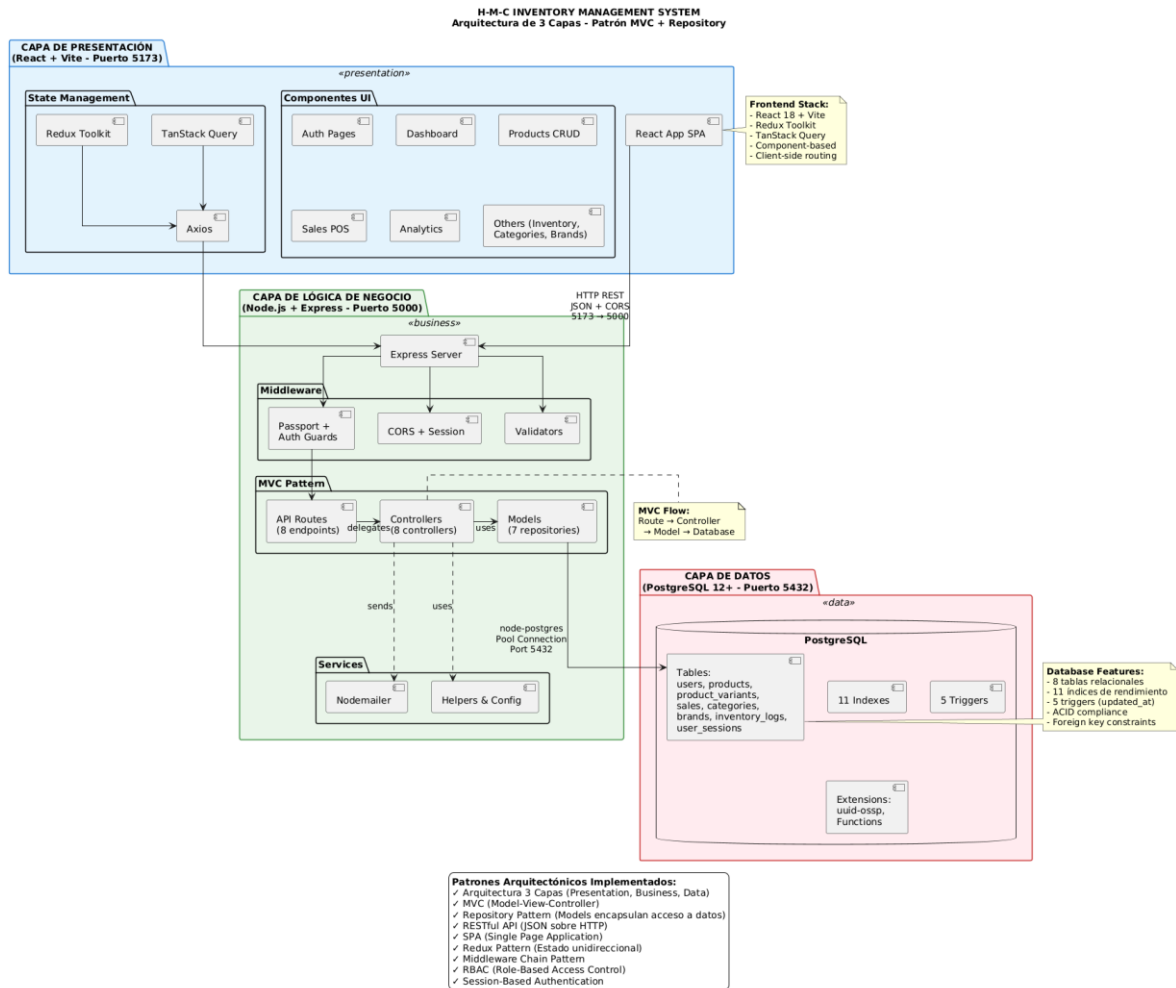 H-M-C INVENTORY MANAGEMENT SYSTEM
Arquitectura de 3 Capas - Patrón MVC + Repository
CAPA DE PRESENTACIÓN
(React + Vite - Puerto 5173)
«presentation»
State Management
Redux Toolkit
TanStack Query
Axios
Componentes UI
Auth Pages
Dashboard
Products CRUD
Sales POS
Analytics
Others (Inventory,
Categories, Brands)
React App SPA
Frontend Stack:
- React 18 + Vite
- Redux Toolkit
- TanStack Query
- Component-based
- Client-side routing
HTTP REST
JSON + CORS
5173 → 5000
CAPA DE LÓGICA DE NEGOCIO
(Node.js + Express - Puerto 5000)
«business»
Express Server
Middleware
Passport +
Auth Guards
CORS + Session
Validators
MVC Pattern
API Routes
(8 endpoints)
delegates
Controllers
(8 controllers)
uses
Models
(7 repositories)
MVC Flow:
Route → Controller
→ Model → Database
sends
uses
node-postgres
Pool Connection
Port 5432
Services
Nodemailer
Helpers & Config
CAPA DE DATOS
(PostgreSQL 12+ - Puerto 5432)
«data»
PostgreSQL
Tables:
users, products,
product_variants,
sales, categories,
brands, inventory_logs,
user_sessions
11 Indexes
5 Triggers
Extensions:
uuid-ossp,
Functions
Database Features:
- 8 tablas relacionales
- 11 índices de rendimiento
- 5 triggers (updated_at)
- ACID compliance
- Foreign key constraints
Patrones Arquitectónicos Implementados:
✓ Arquitectura 3 Capas (Presentation, Business, Data)
✓ MVC (Model-View-Controller)
✓ Repository Pattern (Models encapsulan acceso a datos)
✓ RESTful API (JSON sobre HTTP)
✓ SPA (Single Page Application)
✓ Redux Pattern (Estado unidireccional)
✓ Middleware Chain Pattern
✓ RBAC (Role-Based Access Control)
✓ Session-Based Authentication